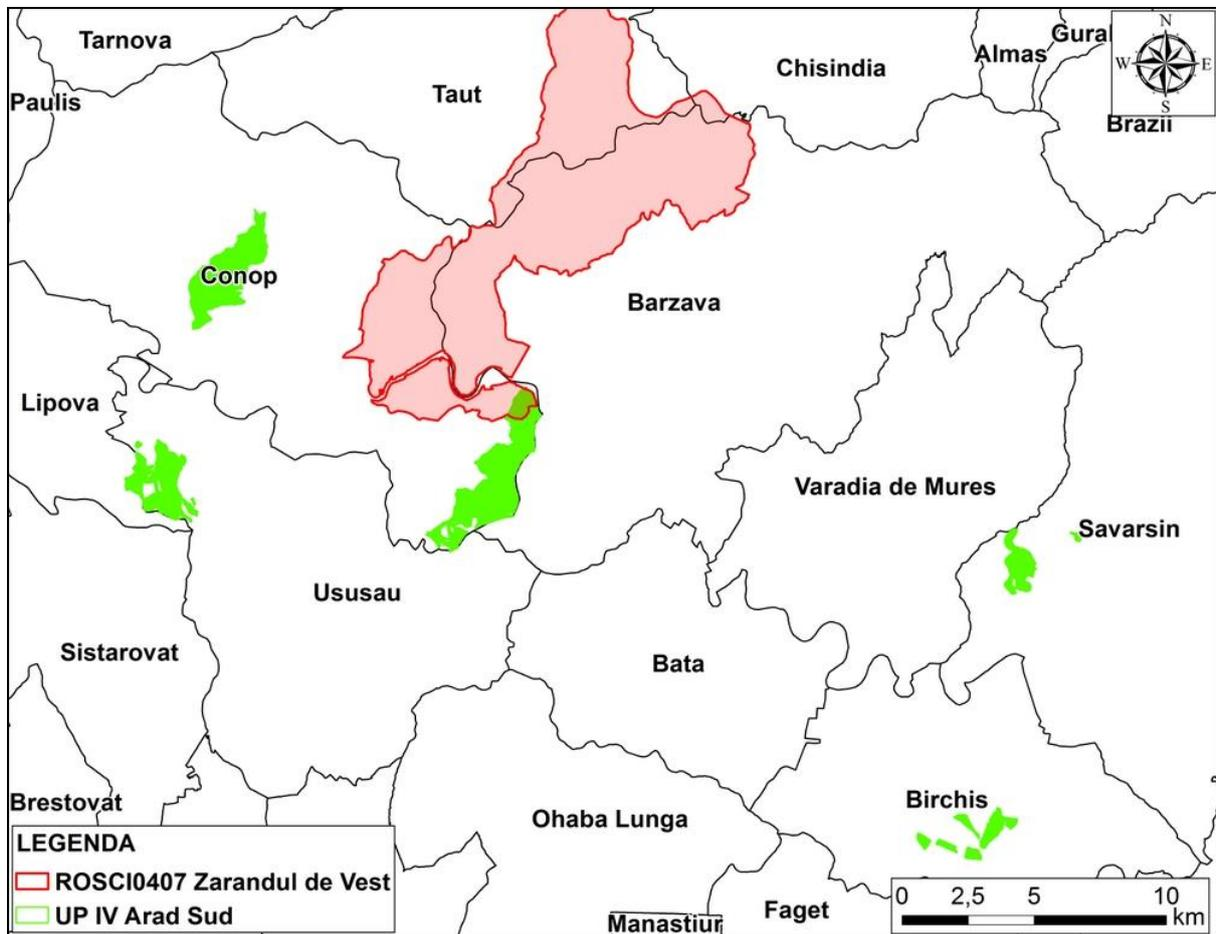 Tarnova
Paulis
Taut
Chisindia
Almas
Gural
N
W
E
S
Brazii
Conop
Barzava
Lipova
Varadia de Mures
Savarsin
Ususau
Sistarovat
Bata
Brestovat
Ohaba Lunga
Birchis
Manastiur
Faget
LEGENDA
ROSCI0407 Zarandul de Vest
UP IV Arad Sud
0 2,5 5 10
km